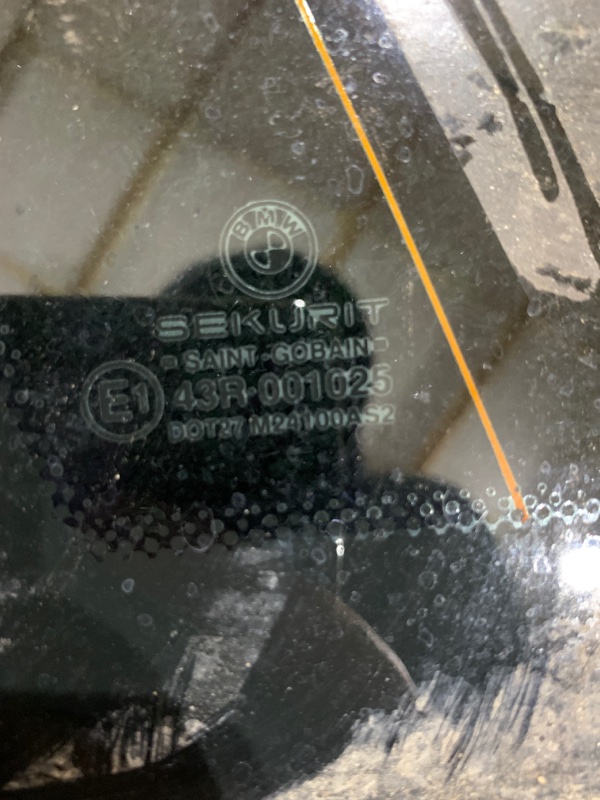 BMW
SEKURIT
- SAINT-GOBAIN -
E1 43R-001025
DOT27 M24100AS2